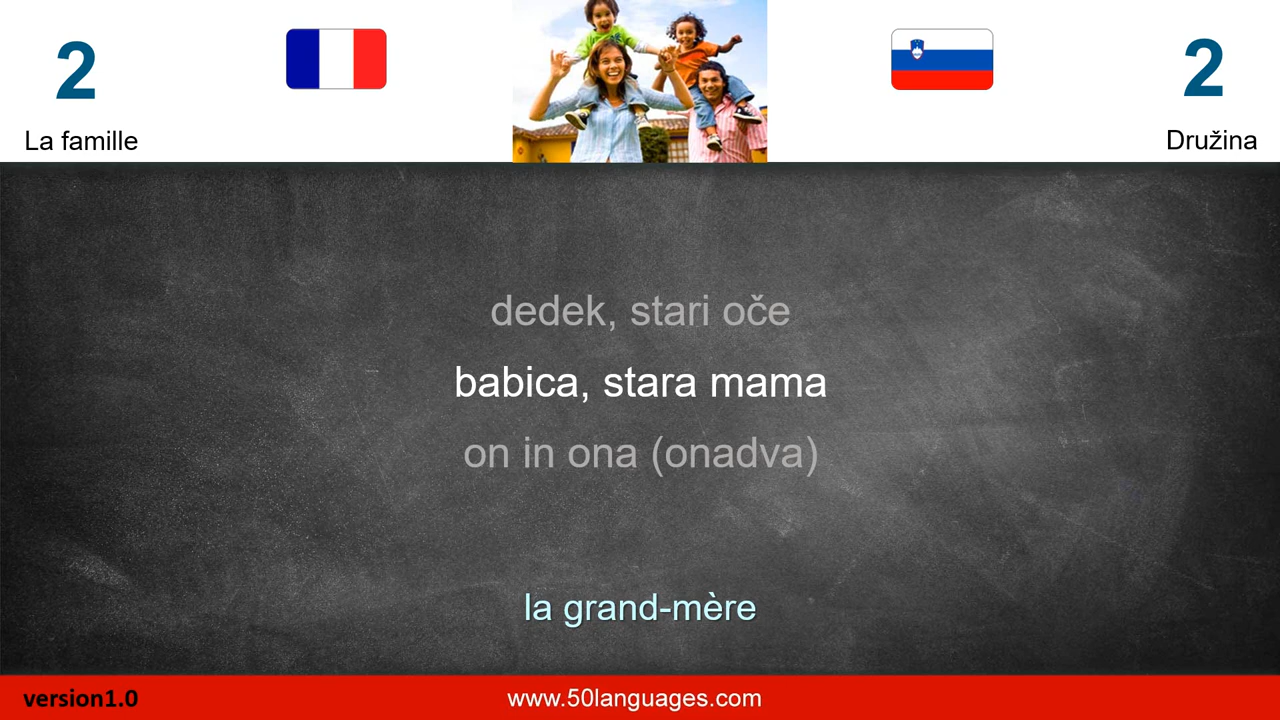 2
2
La famille
Družina
dedek, stari oče
babica, stara mama
on in ona (onadva)
la grand-mère
version1.0
www.50languages.com